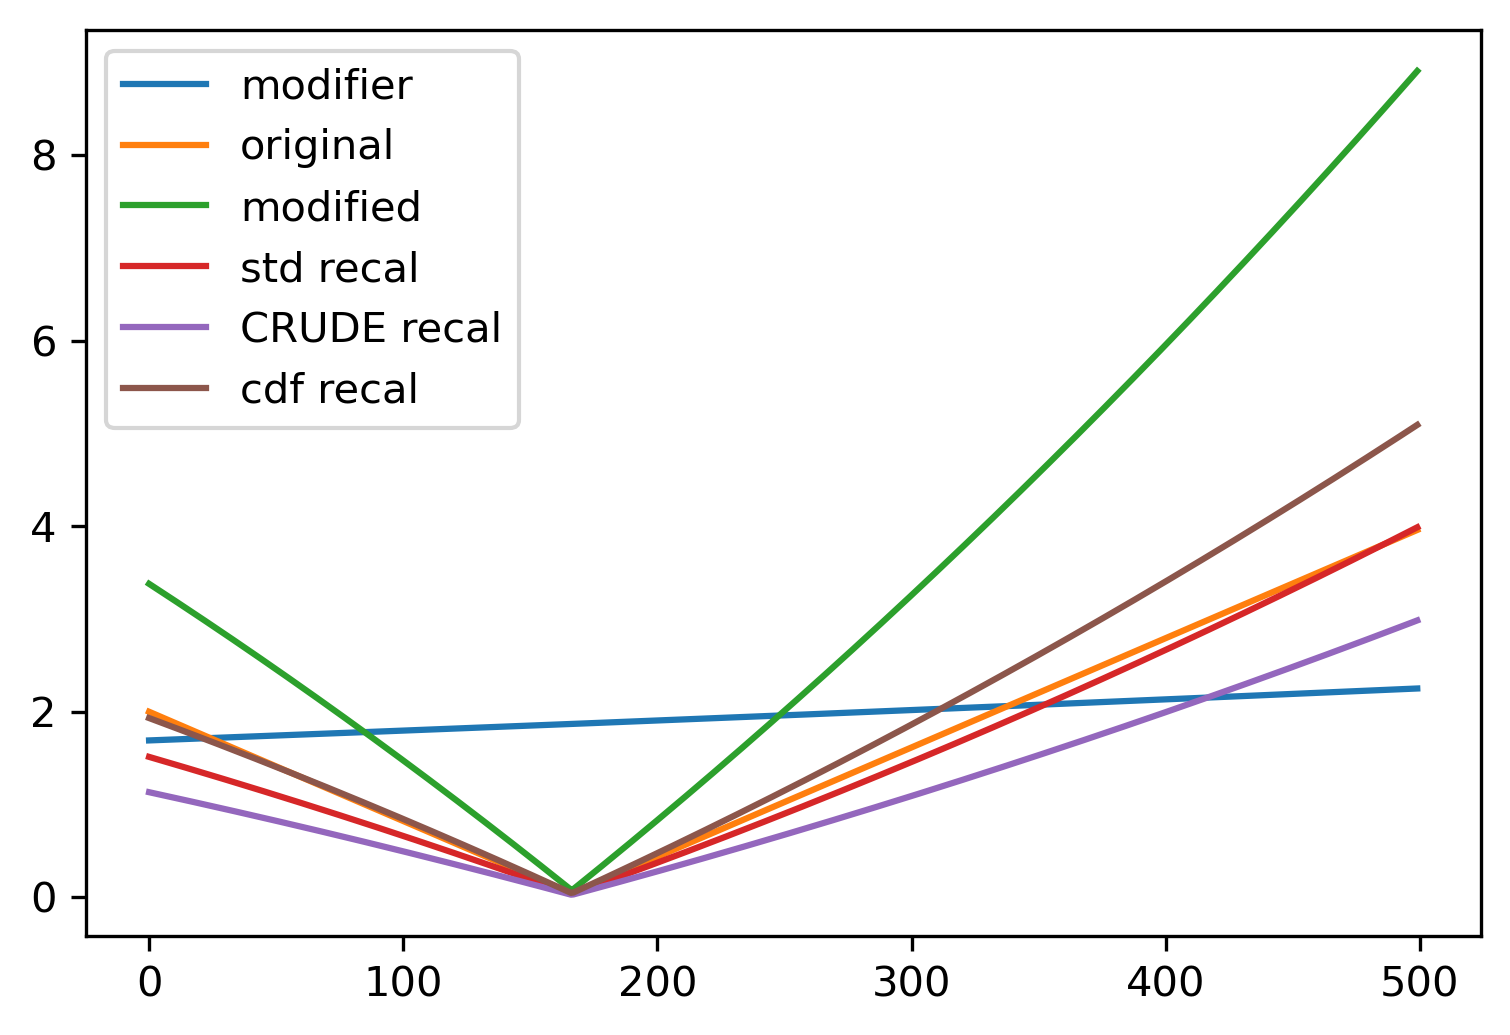 modifier
original
modified
std recal
CRUDE recal
cdf recal
8
6
4
2
0
0 100 200 300 400 500